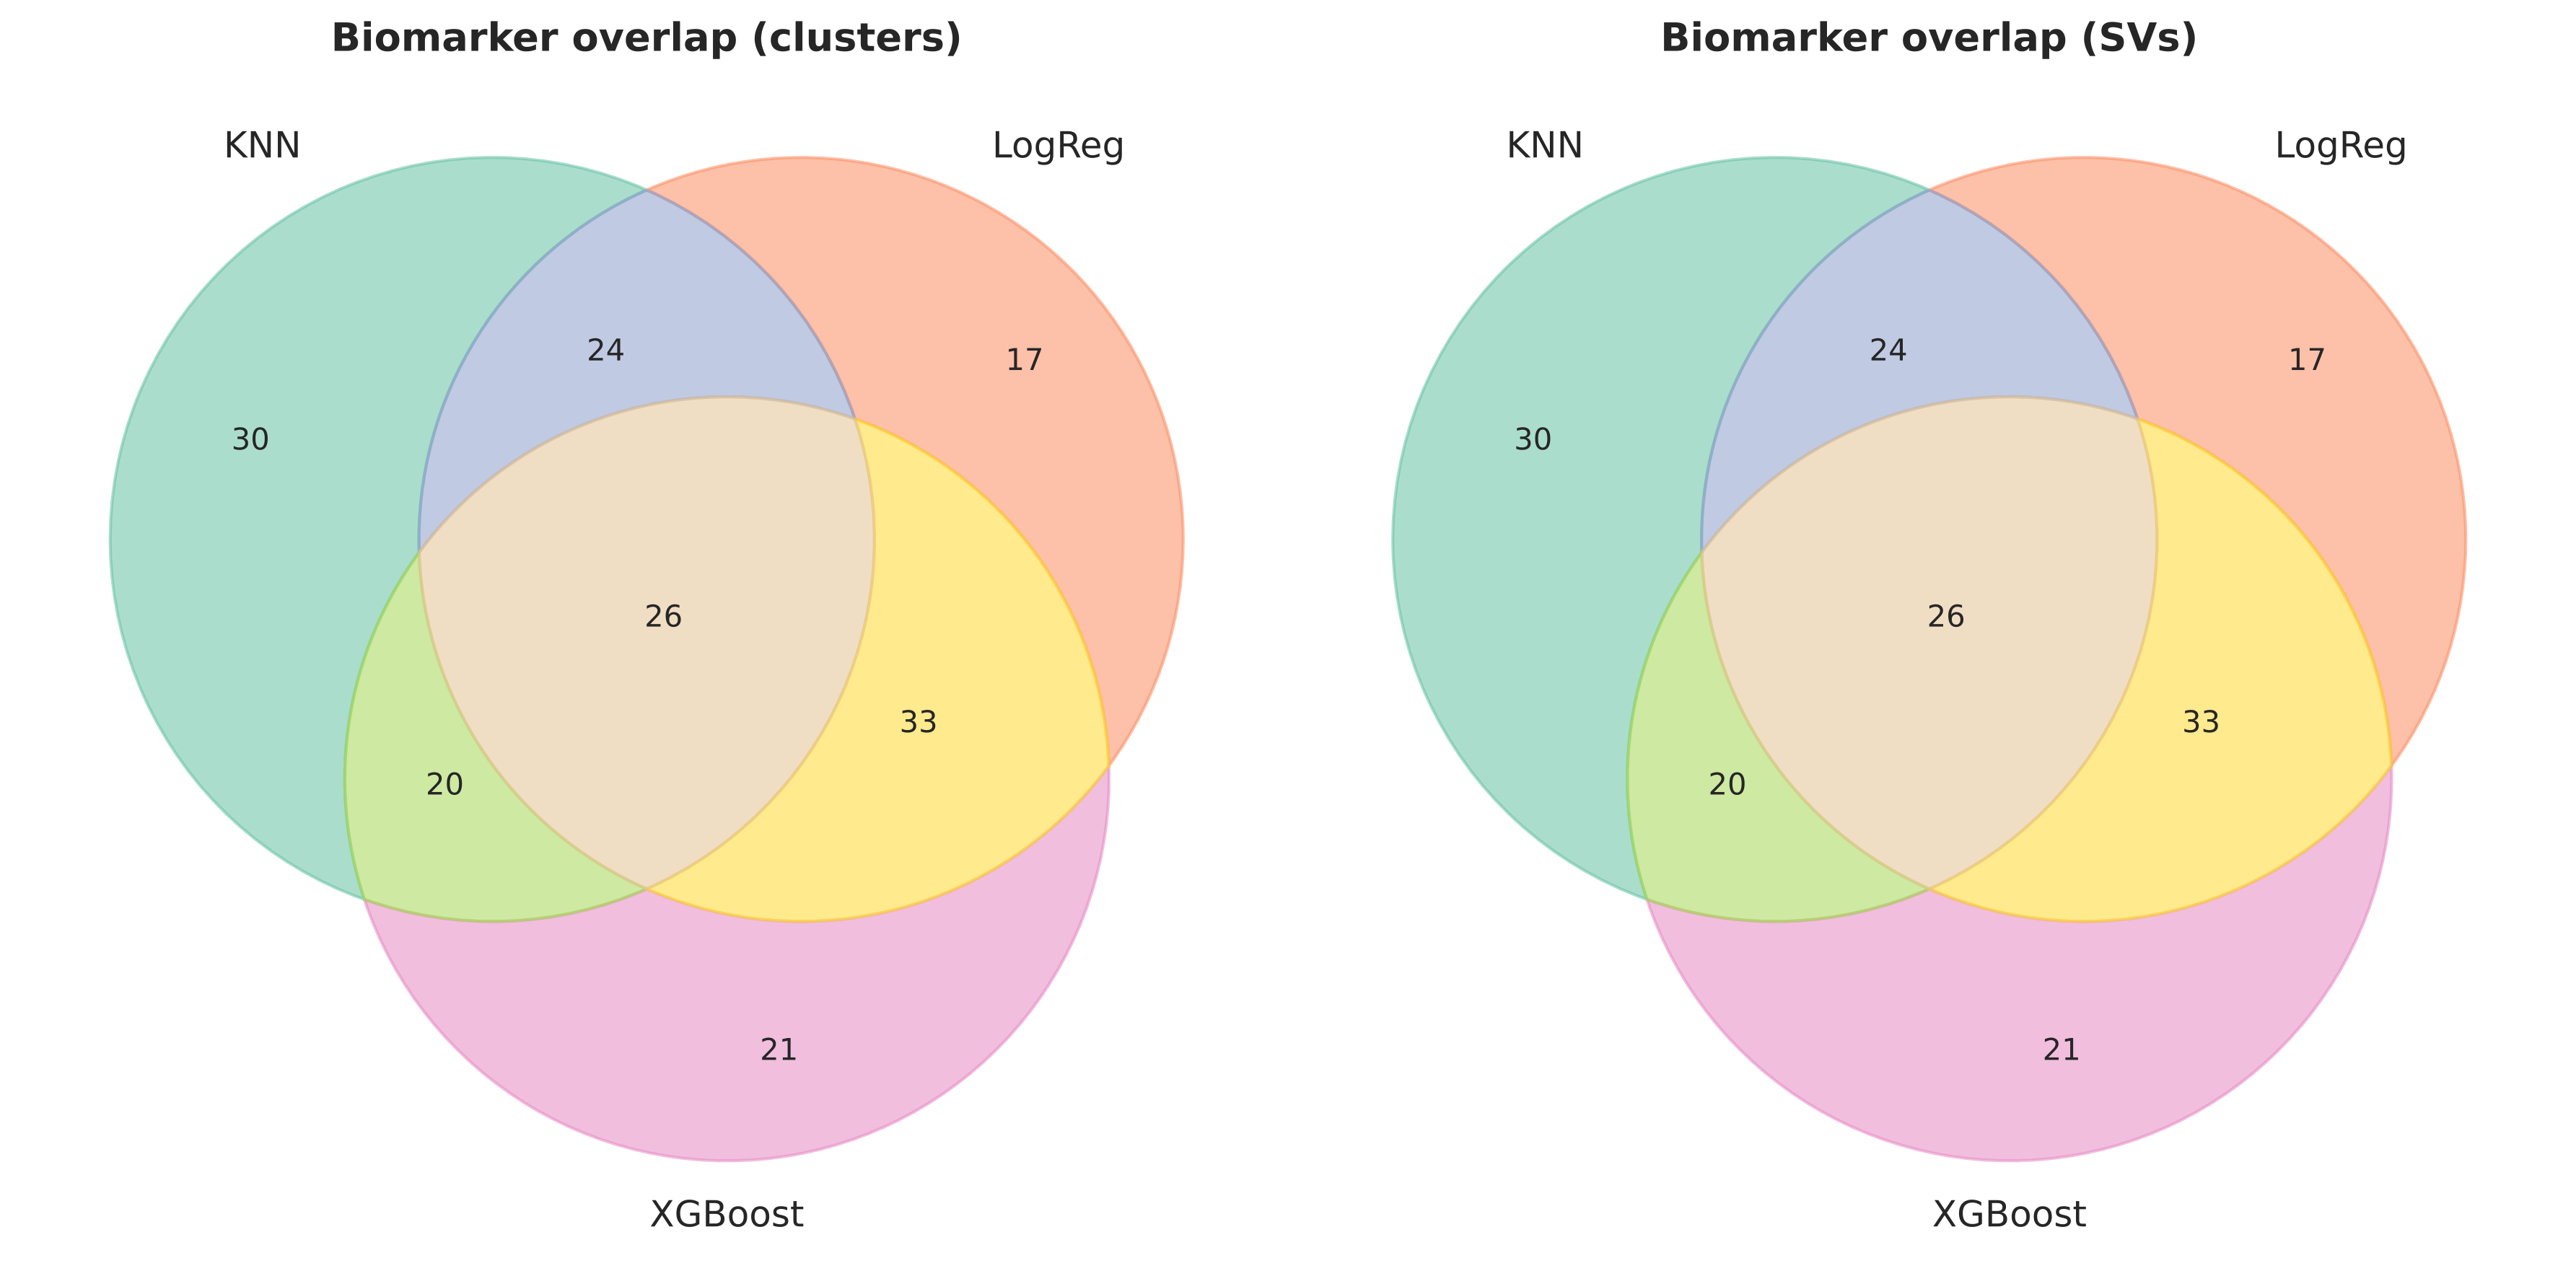 Biomarker overlap (clusters)
KNN
LogReg
24
17
30
26
33
20
21
XGBoost
Biomarker overlap (SVs)
KNN
LogReg
24
17
30
26
33
20
21
XGBoost